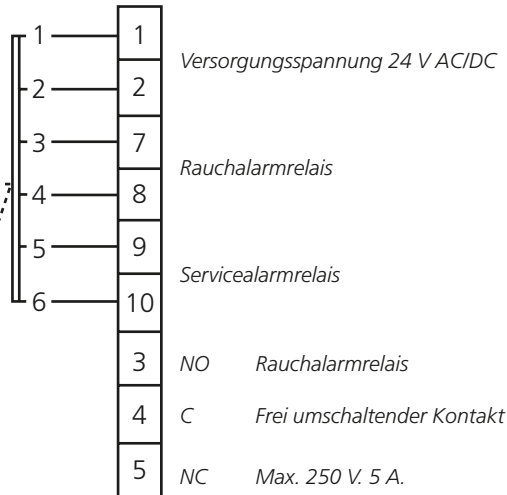 1 1
Versorgungsspannung 24 V AC/DC
2 2
3 7
Rauchalarmrelais
4 8
5 9
Servicealarmrelais
6 10
3 NO Rauchalarmrelais
4 C Frei umschaltender Kontakt
5 NC Max. 250 V. 5 A.